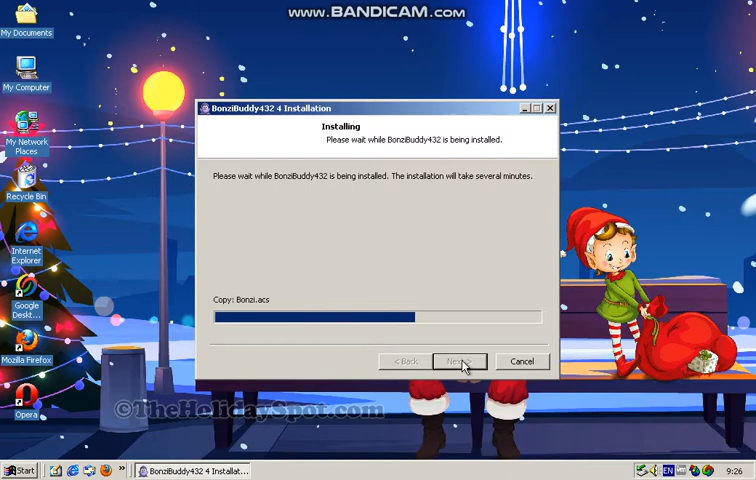 www.BANDICAM.com
My Documents
My Computer
My Network
Places
Recycle Bin
Internet
Explorer
Google
Deskt...
Mozilla Firefox
Opera
BonziBuddy432 4 Installation
Installing
Please wait while BonziBuddy432 is being installed.
Please wait while BonziBuddy432 is being installed. The installation will take several minutes.
Copy: Bonzi.acs
< Back
Next >
Cancel
©TheHolidaySpot.com
Start
»
BonziBuddy432 4 Installat...
EN
9:26